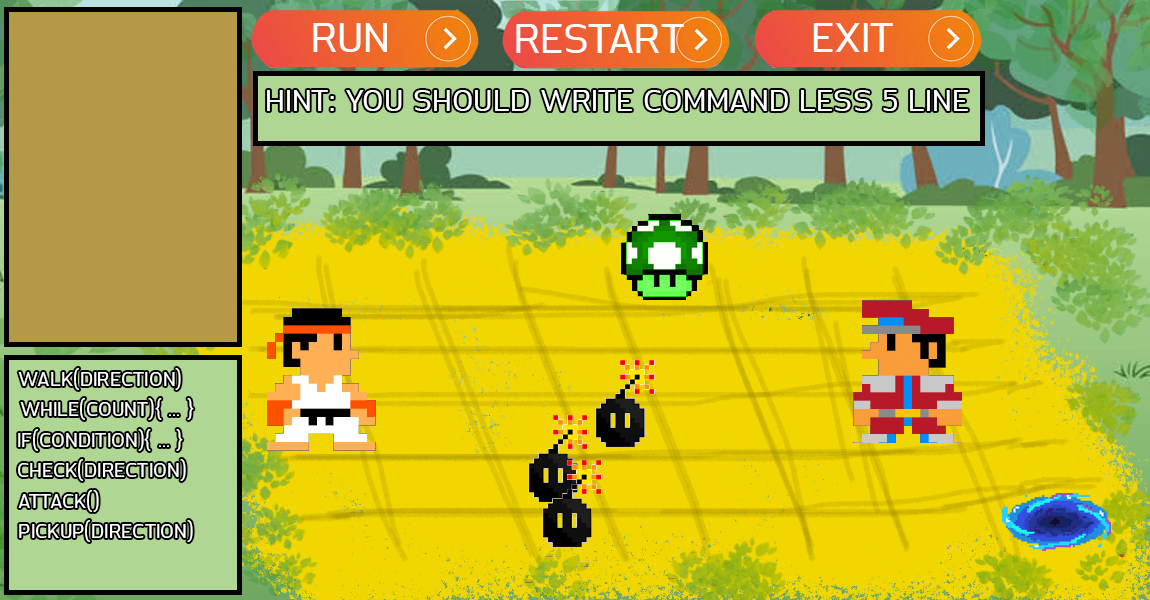 RUN
RESTART
EXIT
HINT: YOU SHOULD WRITE COMMAND LESS 5 LINE
WALK(DIRECTION)
WHILE(COUNT){ ... }
IF(CONDITION){ ... }
CHECK(DIRECTION)
ATTACK()
PICKUP(DIRECTION)